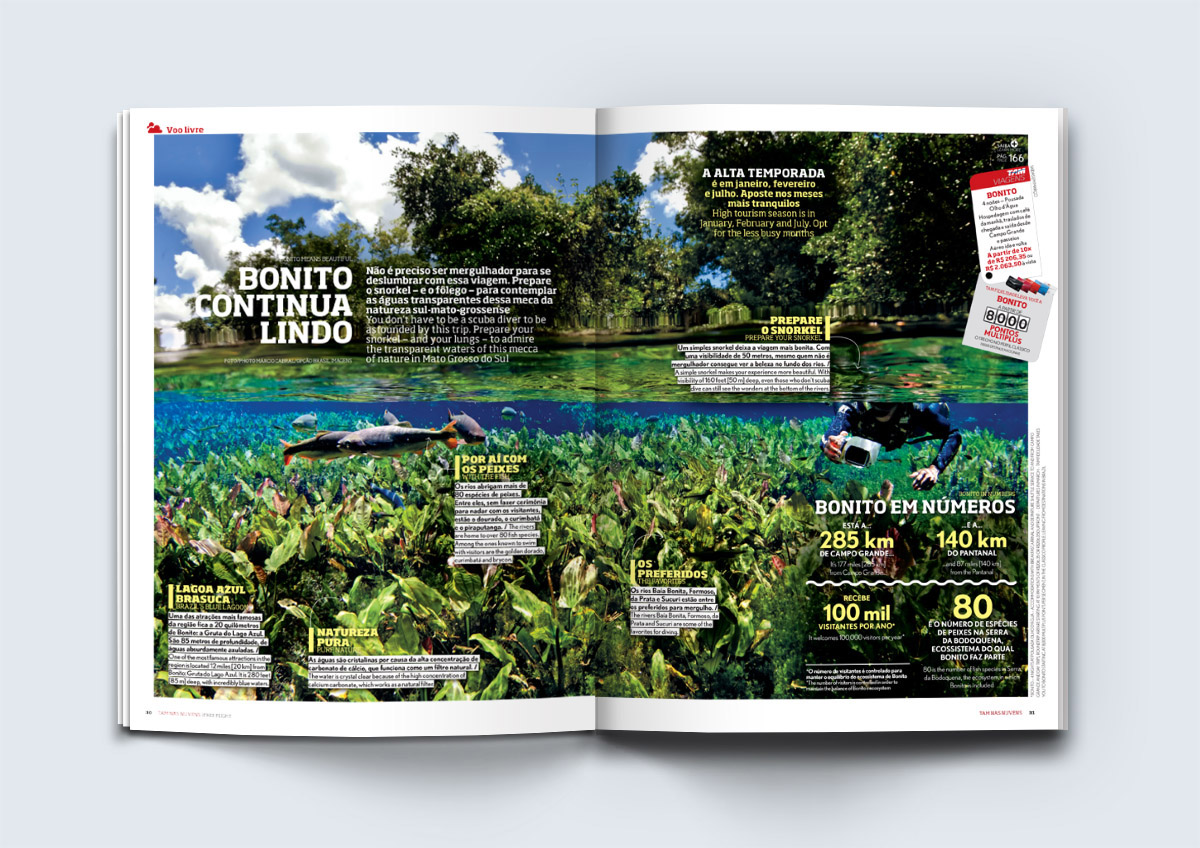 Voo livre
BONITO MEANS BEAUTIFUL
BONITO
CONTINUA
LINDO
FOTO/PHOTO MÁRCIO CABRAL/OPÇÃO BRASIL IMAGENS
Não é preciso ser mergulhador para se
deslumbrar com essa viagem. Prepare
o snorkel – e o fôlego – para contemplar
as águas transparentes dessa meca da
natureza sul-mato-grossense
You don't have to be a scuba diver to be
astounded by this trip. Prepare your
snorkel – and your lungs – to admire
the transparent waters of this mecca
of nature in Mato Grosso do Sul
POR AÍ COM
OS PEIXES
WITH THE FISH
Os rios abrigam mais de
80 espécies de peixes.
Entre eles, sem cerimônia
para nadar com os visitantes,
estão o dourado, o curimbatá
e o piraputanga. / The rivers
are home to over 80 fish species.
Among the ones known to swim
with visitors are the golden dorado,
curimbatá and brycon.
LAGOA AZUL
BRASUCA
BRAZIL'S BLUE LAGOON
Uma das atrações mais famosas
da região fica a 20 quilômetros
de Bonito: a Gruta do Lago Azul.
São 85 metros de profundidade, de
águas absurdamente azuladas. /
One of the most famous attractions in the
region is located 12 miles [20 km] from
Bonito, Gruta do Lago Azul. It is 280 feet
[85 m] deep, with incredibly blue waters.
NATUREZA
PURA
PURE NATURE
As águas são cristalinas por causa da alta concentração de
carbonato de cálcio, que funciona como um filtro natural. /
The water is crystal clear because of the high concentration of
calcium carbonate, which works as a natural filter.
30 TAM NAS NUVENS
A ALTA TEMPORADA
é em janeiro, fevereiro
e julho. Aposte nos meses
mais tranquilos
High tourism season is in
January, February and July. Opt
for the less busy months
SAIBA +
LEARN MORE
PÁG.
PAGE 166
TAM
VIAGENS
BONITO
4 noites – Pousada
Olho d'Água
Hospedagem com café
da manhã, traslados de
chegada e saída desde
Campo Grande
e passeios
Aéreo ida e volta
A partir de 10x
de R$ 206,35 ou
R$ 2.063,50 à vista
BONITO
A PARTIR DE
8000
PONTOS
MULTIPLUS
PREPARE
O SNORKEL
PREPARE YOUR SNORKEL
Um simples snorkel deixa a viagem mais bonita. Com
uma visibilidade de 50 metros, mesmo quem não é
mergulhador consegue ver a beleza no fundo dos rios. /
A simple snorkel makes your experience more beautiful. With
visibility of 160 feet [50 m] deep, even those who don't scuba
dive can still see the wonders at the bottom of the rivers.
OS
PREFERIDOS
THE FAVORITES
Os rios Baía Bonita, Formoso,
da Prata e Sucuri estão entre
os preferidos para mergulho. /
The rivers Baía Bonita, Formoso, da
Prata and Sucuri are some of the
favorites for diving.
BONITO IN NUMBERS
BONITO EM NÚMEROS
ESTÁ A...
285 km
DE CAMPO GRANDE...
It's 177 miles [285 km]
from Campo Grande...
...E A...
140 km
DO PANTANAL
...and 87 miles [140 km]
from the Pantanal
RECEBE
100 mil
VISITANTES POR ANO*
It welcomes 100,000 visitors per year*
*O número de visitantes é controlado para
manter o equilíbrio do ecossistema de Bonito
*The number of visitors is controlled in order to
maintain the balance of Bonito ecosystem
80
É O NÚMERO DE ESPÉCIES
DE PEIXES NA SERRA
DA BODOQUENA,
ECOSSISTEMA DO QUAL
BONITO FAZ PARTE
80 is the number of fish species in Serra
da Bodoquena, the ecosystem in which
Bonito is included
TAM NAS NUVENS 31